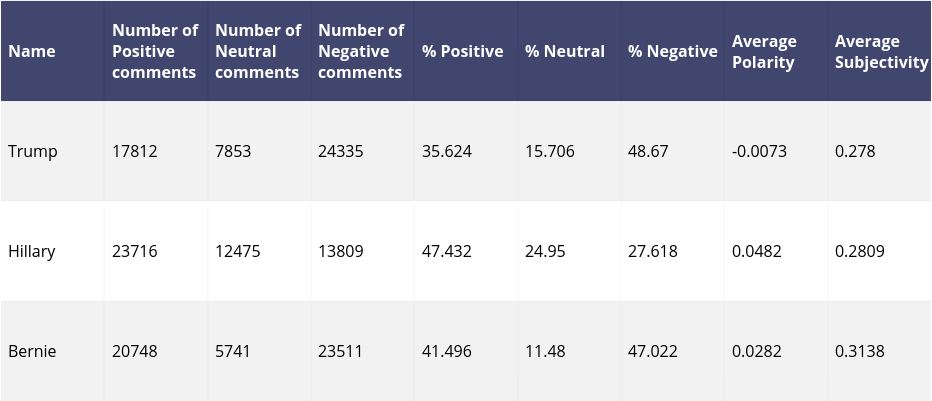 Name Number of Positive comments Number of Neutral comments Number of Negative comments % Positive % Neutral % Negative Average Polarity Average Subjectivity
Trump 17812 7853 24335 35.624 15.706 48.67 -0.0073 0.278
Hillary 23716 12475 13809 47.432 24.95 27.618 0.0482 0.2809
Bernie 20748 5741 23511 41.496 11.48 47.022 0.0282 0.3138